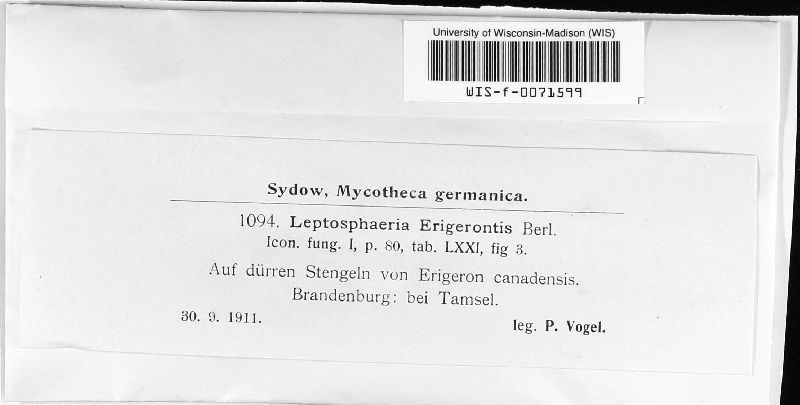 University of Wisconsin-Madison (WIS)
WIS-f-0071599
Sydow, Mycotheca germanica.
1094. Leptosphaeria Erigerontis Berl.
Icon. fung. I, p. 80, tab. LXXI, fig 3.
Auf dürren Stengeln von Erigeron canadensis.
Brandenburg: bei Tamsel.
30. 9. 1911. leg. P. Vogel.